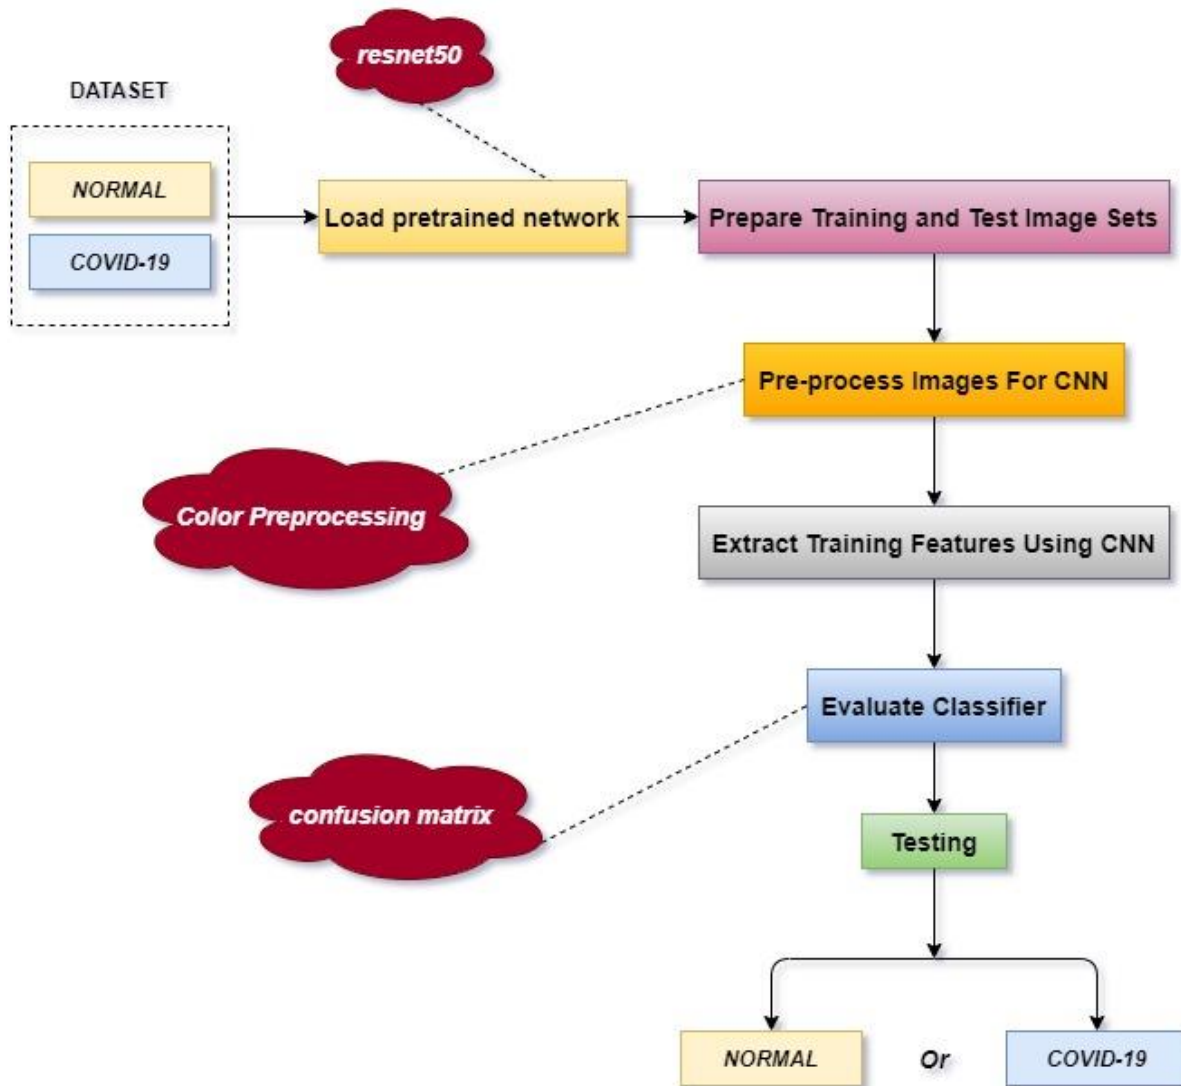 resnet50
DATASET
NORMAL
COVID-19
Load pretrained network
Prepare Training and Test Image Sets
Pre-process Images For CNN
Color Preprocessing
Extract Training Features Using CNN
Evaluate Classifier
confusion matrix
Testing
NORMAL
Or
COVID-19